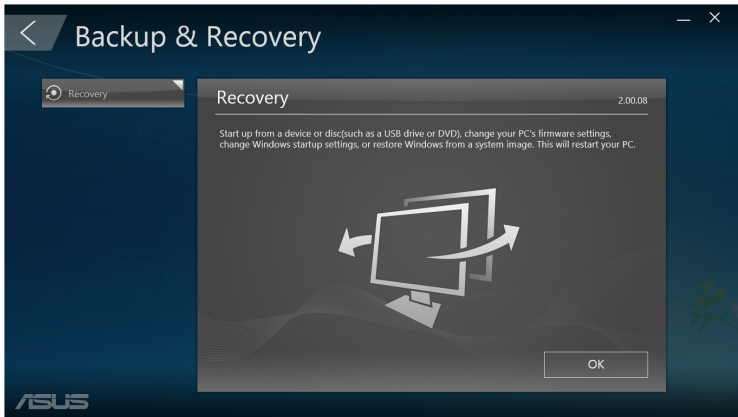 Backup & Recovery
Recovery
Recovery
2.00.08
Start up from a device or disc(such as a USB drive or DVD), change your PC's firmware settings,
change Windows startup settings, or restore Windows from a system image. This will restart your PC.
OK
ASUS